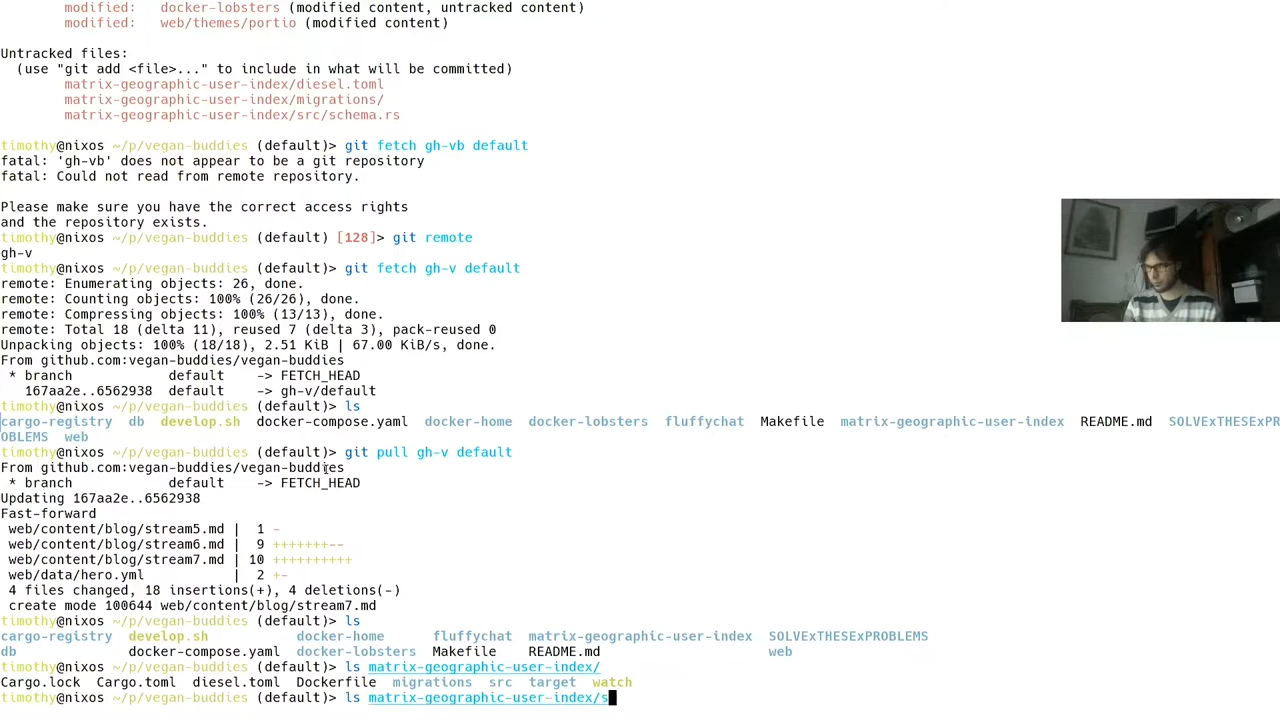 modified:   docker-lobsters (modified content, untracked content)
modified:   web/themes/portio (modified content)
Untracked files:
(use "git add <file>..." to include in what will be committed)
matrix-geographic-user-index/diesel.toml
matrix-geographic-user-index/migrations/
matrix-geographic-user-index/src/schema.rs
timothy@nixos ~/p/vegan-buddies (default)> git fetch gh-vb default
fatal: 'gh-vb' does not appear to be a git repository
fatal: Could not read from remote repository.
Please make sure you have the correct access rights
and the repository exists.
timothy@nixos ~/p/vegan-buddies (default) [128]> git remote
gh-v
timothy@nixos ~/p/vegan-buddies (default)> git fetch gh-v default
remote: Enumerating objects: 26, done.
remote: Counting objects: 100% (26/26), done.
remote: Compressing objects: 100% (13/13), done.
remote: Total 18 (delta 11), reused 7 (delta 3), pack-reused 0
Unpacking objects: 100% (18/18), 2.51 KiB | 67.00 KiB/s, done.
From github.com:vegan-buddies/vegan-buddies
* branch            default    -> FETCH_HEAD
167aa2e..6562938  default    -> gh-v/default
timothy@nixos ~/p/vegan-buddies (default)> ls
cargo-registry  db  develop.sh  docker-compose.yaml  docker-home  docker-lobsters  fluffychat  Makefile  matrix-geographic-user-index  README.md  SOLVExTHESExPR
OBLEMS  web
timothy@nixos ~/p/vegan-buddies (default)> git pull gh-v default
From github.com:vegan-buddies/vegan-buddies
* branch            default    -> FETCH_HEAD
Updating 167aa2e..6562938
Fast-forward
web/content/blog/stream5.md |  1 -
web/content/blog/stream6.md |  9 +++++++--
web/content/blog/stream7.md | 10 ++++++++++
web/data/hero.yml           |  2 +-
4 files changed, 18 insertions(+), 4 deletions(-)
create mode 100644 web/content/blog/stream7.md
timothy@nixos ~/p/vegan-buddies (default)> ls
cargo-registry  develop.sh           docker-home      fluffychat  matrix-geographic-user-index  SOLVExTHESExPROBLEMS
db              docker-compose.yaml  docker-lobsters  Makefile    README.md                     web
timothy@nixos ~/p/vegan-buddies (default)> ls matrix-geographic-user-index/
Cargo.lock  Cargo.toml  diesel.toml  Dockerfile  migrations  src  target  watch
timothy@nixos ~/p/vegan-buddies (default)> ls matrix-geographic-user-index/s